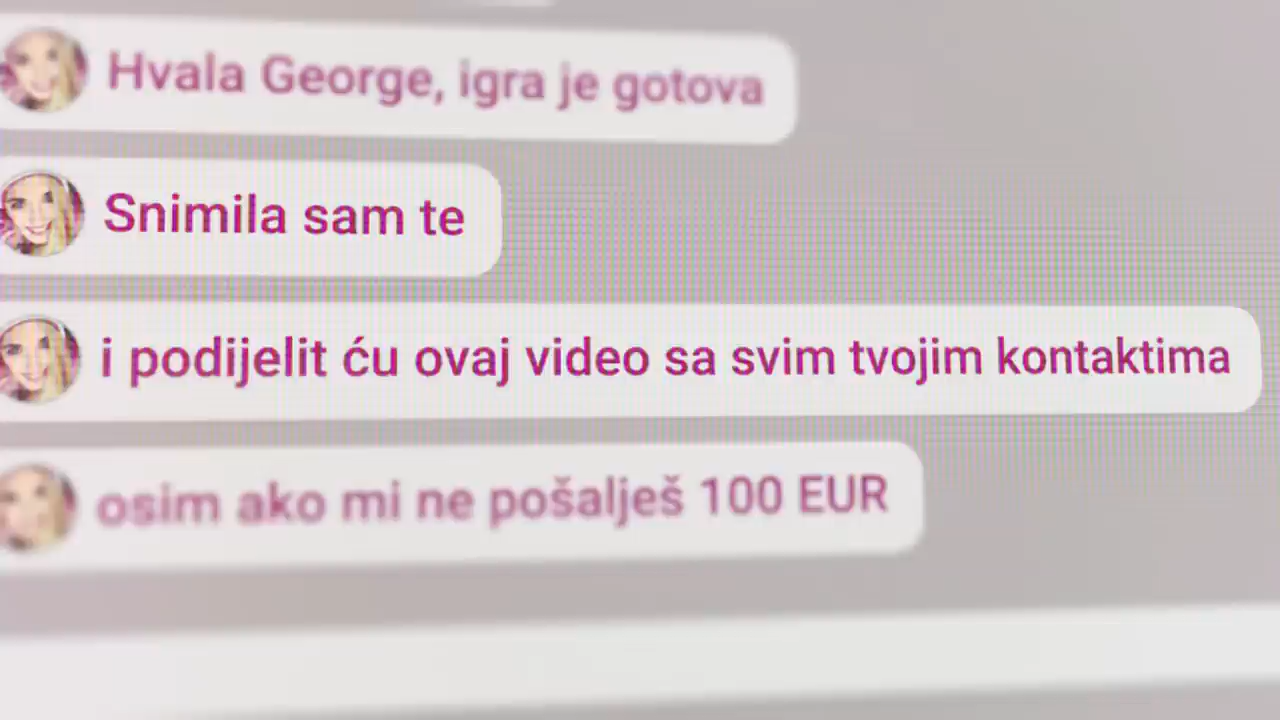 Hvala George, igra je gotova
Snimila sam te
i podijelit ću ovaj video sa svim tvojim kontaktima
osim ako mi ne pošalješ 100 EUR